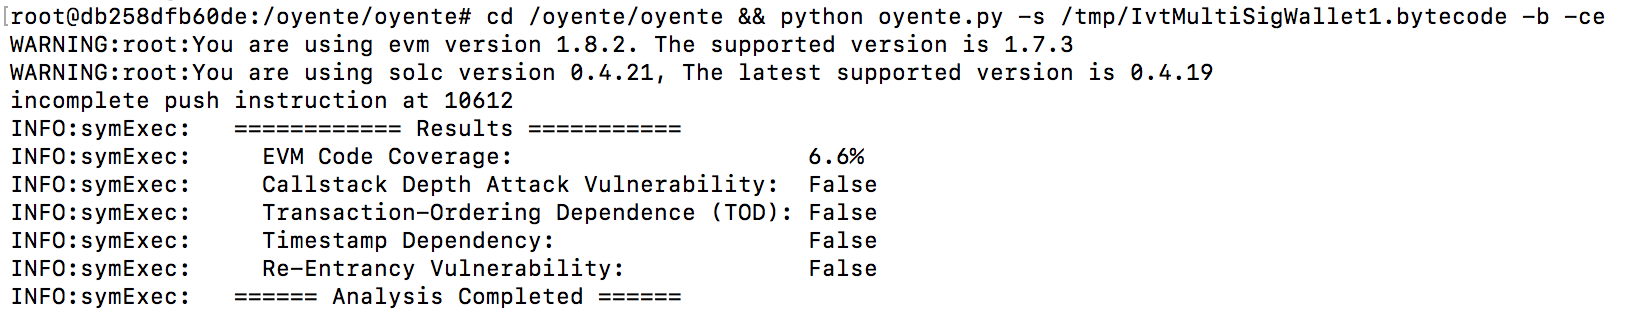 [root@db258dfb60de:/oyente/oyente# cd /oyente/oyente && python oyente.py -s /tmp/IvtMultiSigWallet1.bytecode -b -ce
WARNING:root:You are using evm version 1.8.2. The supported version is 1.7.3
WARNING:root:You are using solc version 0.4.21, The latest supported version is 0.4.19
incomplete push instruction at 10612
INFO:symExec:   ============ Results ===========
INFO:symExec:     EVM Code Coverage:                     6.6%
INFO:symExec:     Callstack Depth Attack Vulnerability:  False
INFO:symExec:     Transaction-Ordering Dependence (TOD): False
INFO:symExec:     Timestamp Dependency:                  False
INFO:symExec:     Re-Entrancy Vulnerability:             False
INFO:symExec:   ====== Analysis Completed ======